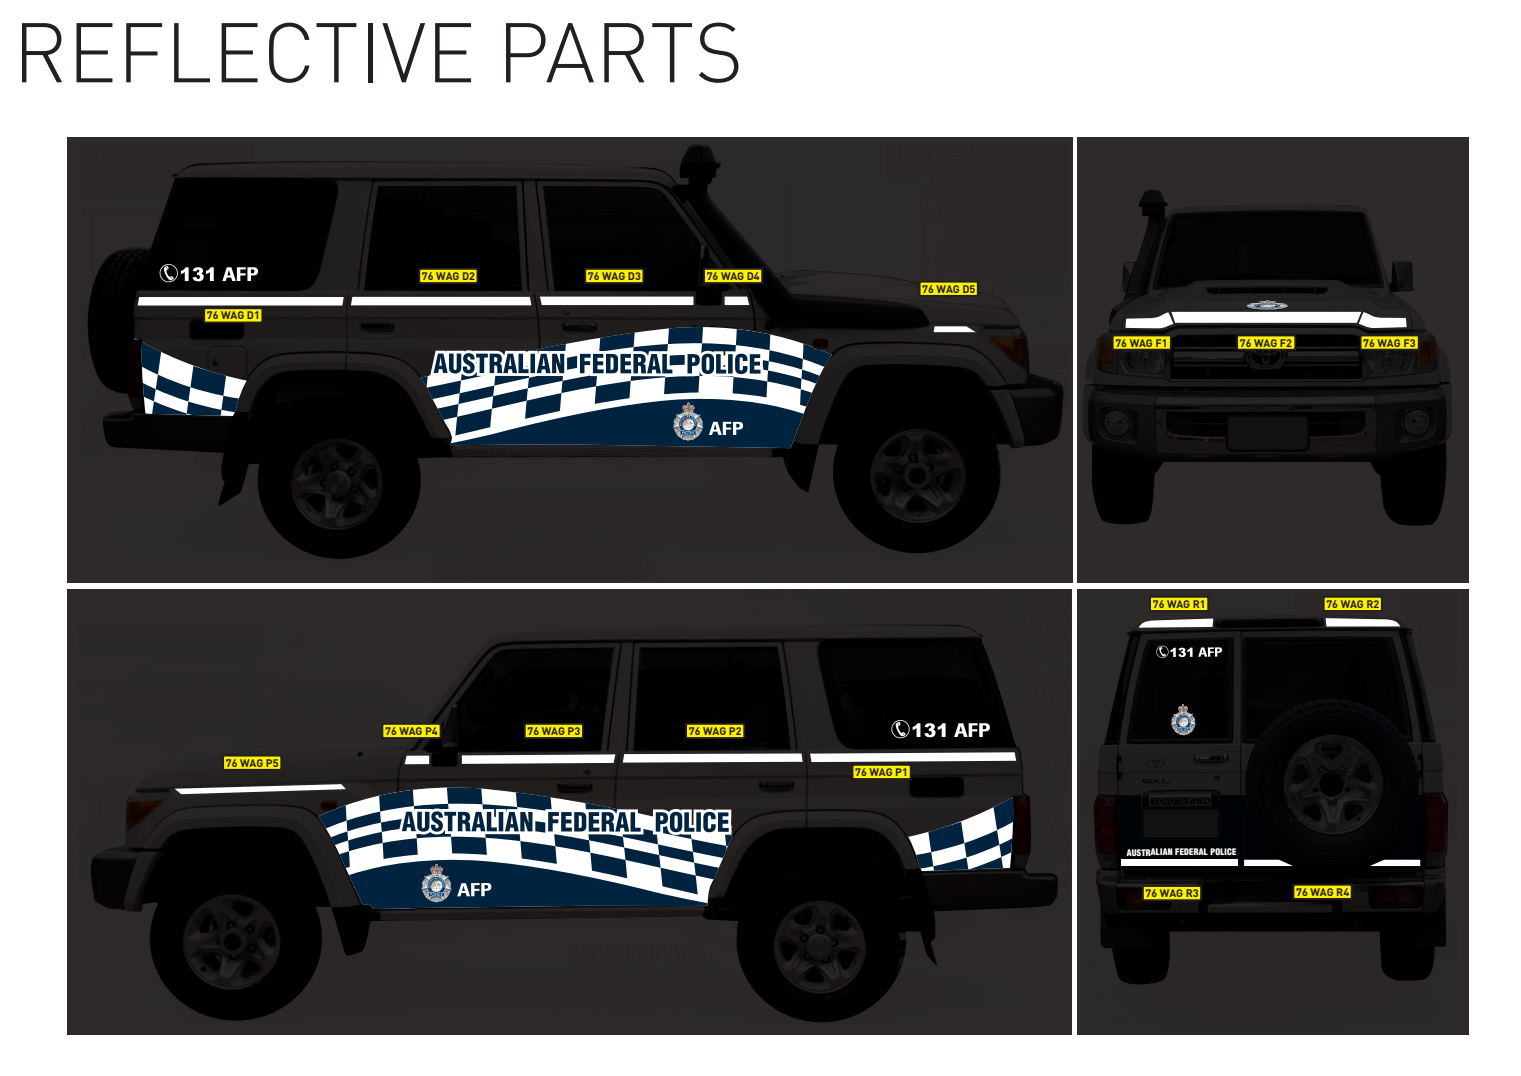 REFLECTIVE PARTS
131 AFP
76 WAG D2
76 WAG D3
76 WAG D4
76 WAG D5
76 WAG D1
AUSTRALIAN FEDERAL POLICE
AFP
76 WAG F1
76 WAG F2
76 WAG F3
76 WAG P4
76 WAG P3
76 WAG P2
131 AFP
76 WAG P5
76 WAG P1
AUSTRALIAN FEDERAL POLICE
AFP
76 WAG R1
76 WAG R2
131 AFP
GXL
TOYOTA
AUSTRALIAN FEDERAL POLICE
76 WAG R3
76 WAG R4